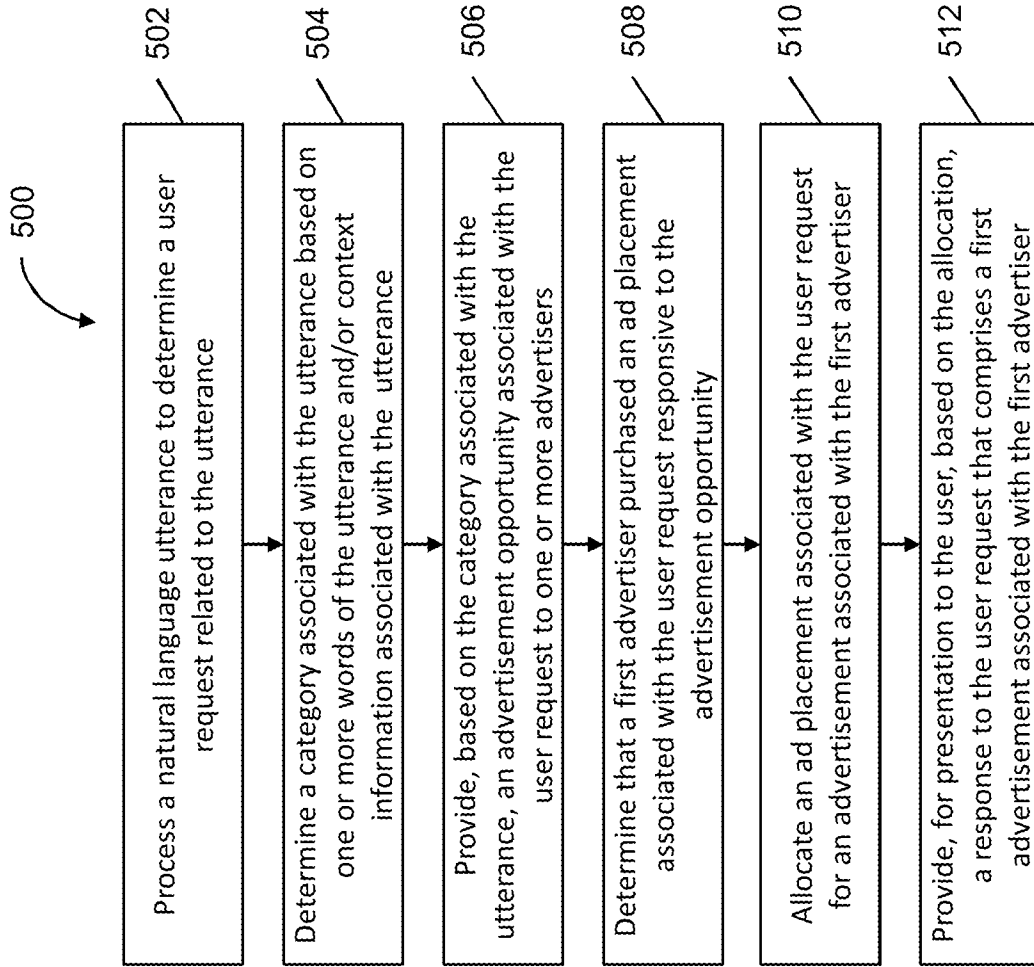 500
502
Process a natural language utterance to determine a user
request related to the utterance
504
Determine a category associated with the utterance based on
one or more words of the utterance and/or context
information associated with the utterance
506
Provide, based on the category associated with the
utterance, an advertisement opportunity associated with the
user request to one or more advertisers
508
Determine that a first advertiser purchased an ad placement
associated with the user request responsive to the
advertisement opportunity
510
Allocate an ad placement associated with the user request
for an advertisement associated with the first advertiser
512
Provide, for presentation to the user, based on the allocation,
a response to the user request that comprises a first
advertisement associated with the first advertiser